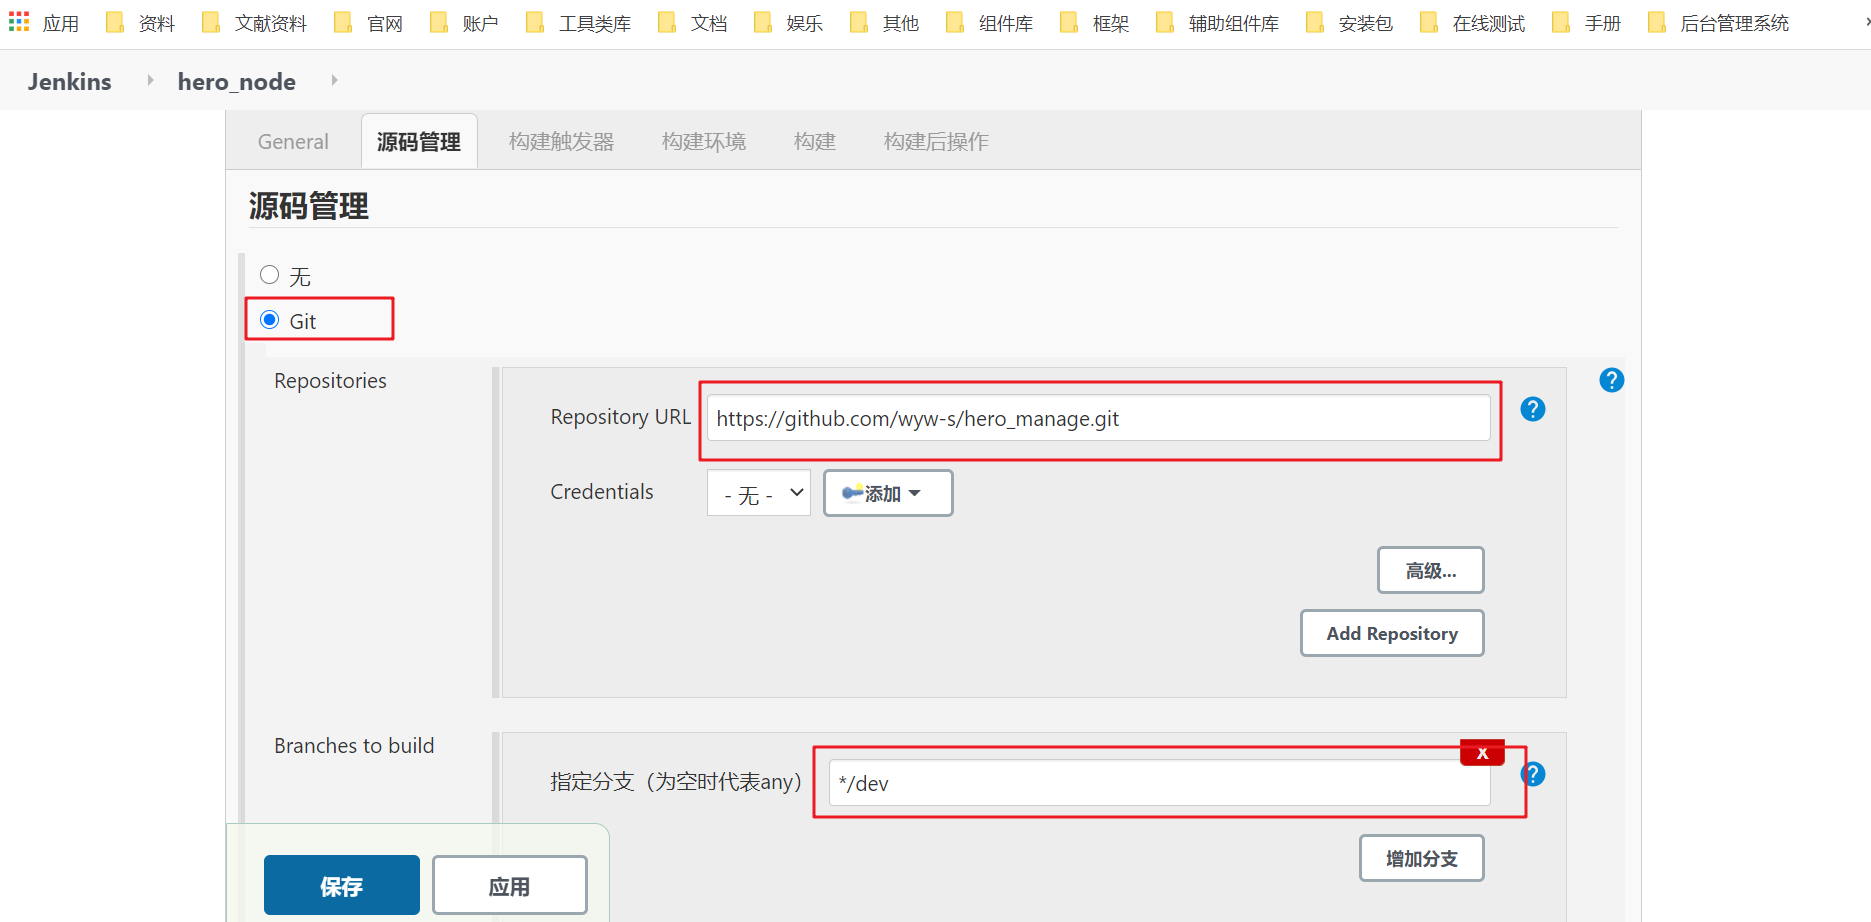 应用 资料 文献资料 官网 账户 工具类库 文档 娱乐 其他 组件库 框架 辅助组件库 安装包 在线测试 手册 后台管理系统
Jenkins hero_node
General 源码管理 构建触发器 构建环境 构建 构建后操作
源码管理
无
Git
Repositories
Repository URL https://github.com/wyw-s/hero_manage.git
Credentials - 无 - 添加
高级...
Add Repository
Branches to build
X
指定分支（为空时代表any） */dev
增加分支
保存 应用